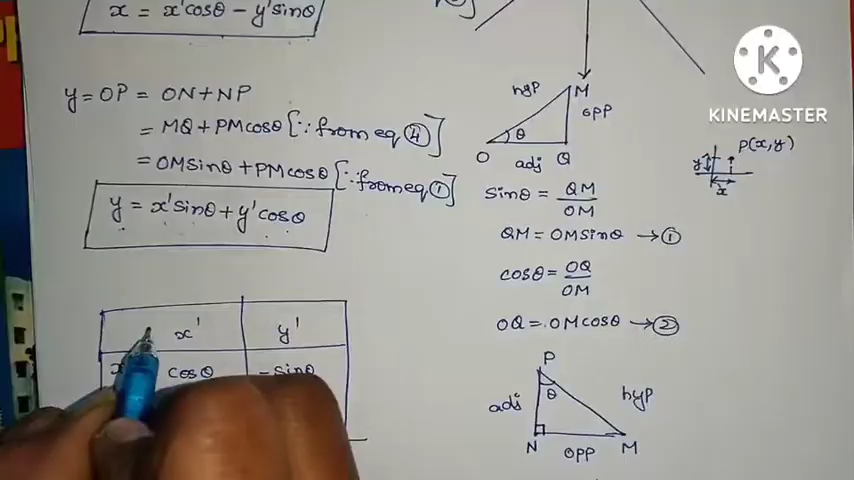 x = x'cosθ - y'sinθ
y = OP = ON + NP
= MQ + PMcosθ [∵ from eq ④]
= OMsinθ + PMcosθ [∵ from eq ①]
y = x'sinθ + y'cosθ
x' y'
x cosθ -sinθ
hyp
M
opp
θ
O adj Q
sinθ = QM/OM
QM = OMsinθ → ①
cosθ = OQ/OM
OQ = OMcosθ → ②
P
θ
adj hyp
N opp M
K
KINEMASTER
P(x, y)
y
x